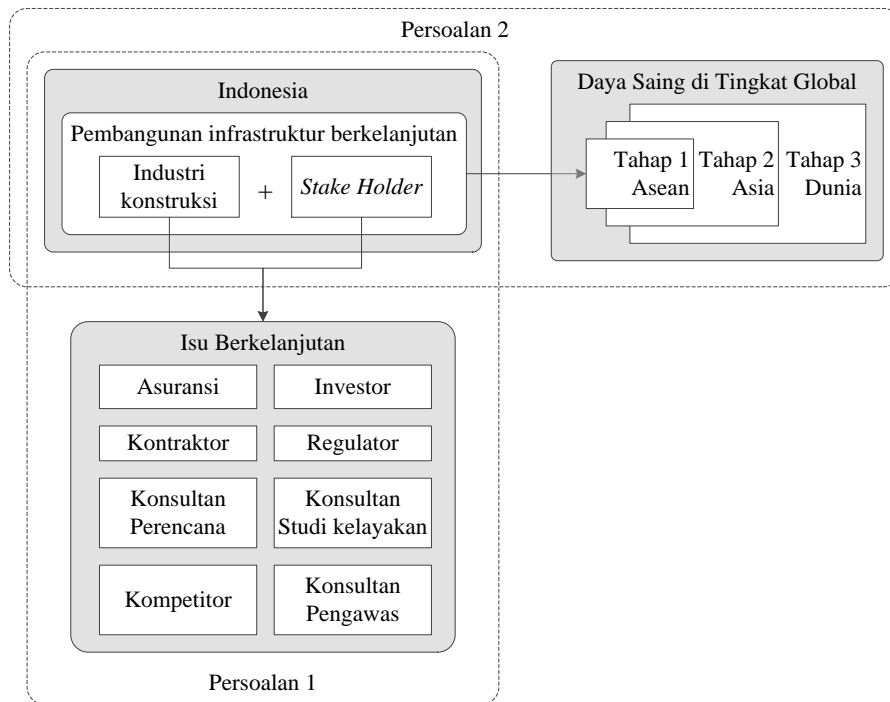 Persoalan 2
Indonesia
Pembangunan infrastruktur berkelanjutan
Industri
konstruksi
+
Stake Holder
Daya Saing di Tingkat Global
Tahap 1
Asean
Tahap 2
Asia
Tahap 3
Dunia
Isu Berkelanjutan
Asuransi
Investor
Kontraktor
Regulator
Konsultan
Perencana
Konsultan
Studi kelayakan
Kompetitor
Konsultan
Pengawas
Persoalan 1